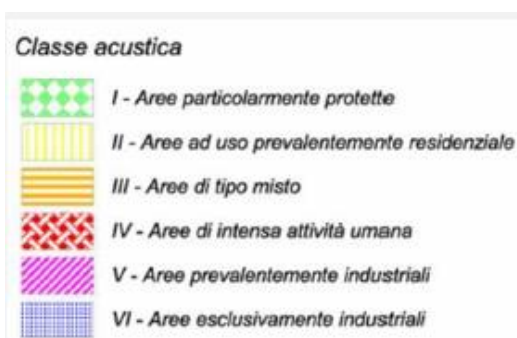 Classe acustica
I - Aree particolarmente protette
II - Aree ad uso prevalentemente residenziale
III - Aree di tipo misto
IV - Aree di intensa attività umana
V - Aree prevalentemente industriali
VI - Aree esclusivamente industriali